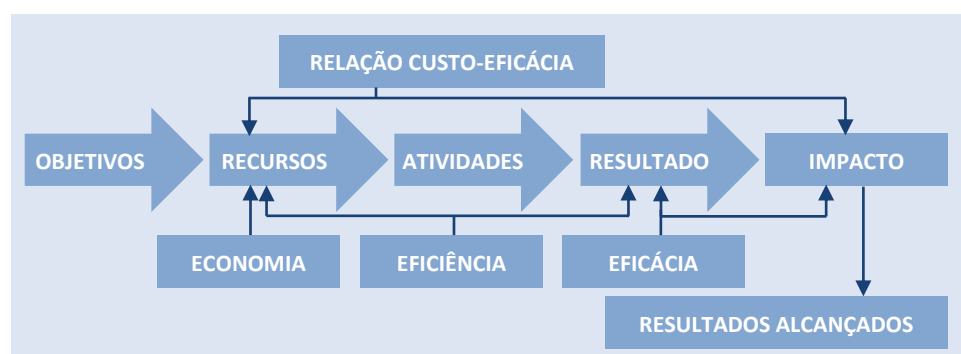 RELAÇÃO CUSTO-EFICÁCIA
OBJETIVOS
RECURSOS
ATIVIDADES
RESULTADO
IMPACTO
ECONOMIA
EFICIÊNCIA
EFICÁCIA
RESULTADOS ALCANÇADOS